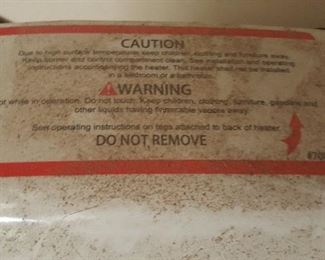 CAUTION
Due to high surface temperatures keep children, clothing and furniture away.
Keep burner and control compartment clean. See installation and operating
instructions accompanying the heater. This heater shall not be installed
in a bedroom or a bathroom.
WARNING
ot while in operation. Do not touch. Keep children, clothing, furniture, gasoline and
other liquids having flammable vapors away.
See operating instructions on tags attached to back of heater.
DO NOT REMOVE